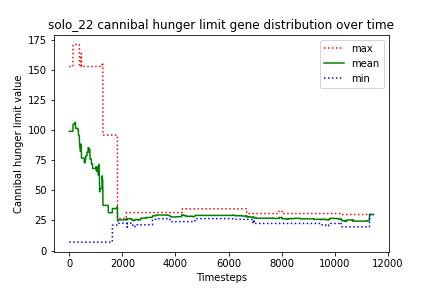 solo_22 cannibal hunger limit gene distribution over time
175
150
125
100
75
50
25
0
Cannibal hunger limit value
max
mean
min
0
2000
4000
6000
8000
10000
12000
Timesteps